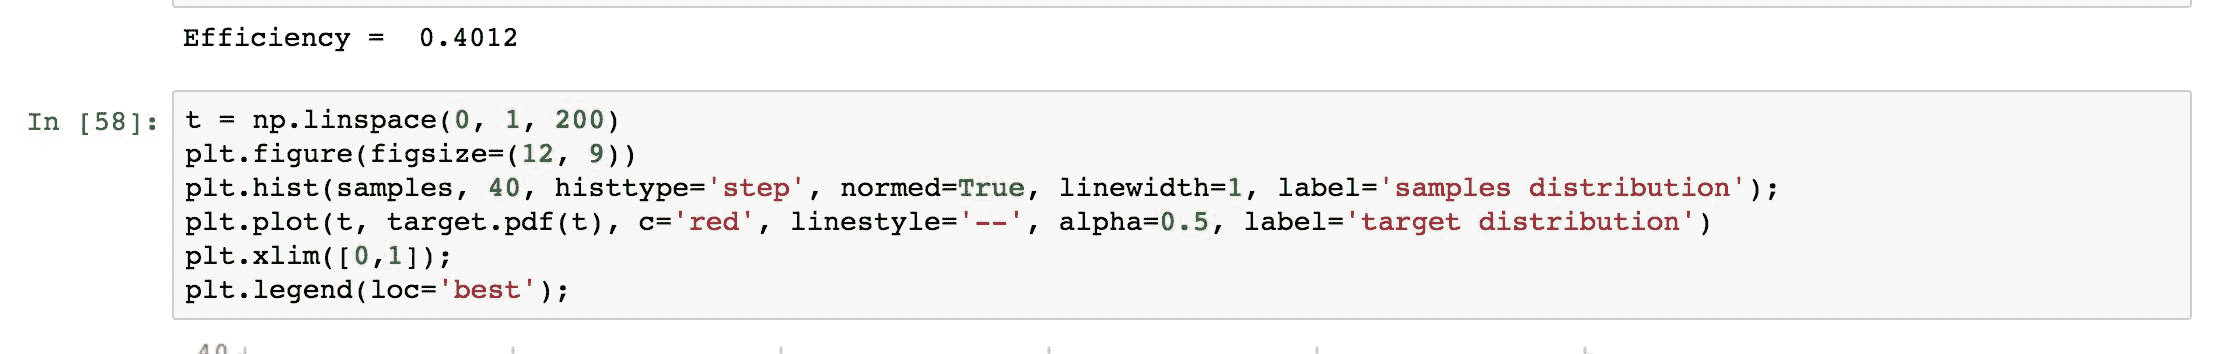 Efficiency =  0.4012
In [58]:
t = np.linspace(0, 1, 200)
plt.figure(figsize=(12, 9))
plt.hist(samples, 40, histtype='step', normed=True, linewidth=1, label='samples distribution');
plt.plot(t, target.pdf(t), c='red', linestyle='--', alpha=0.5, label='target distribution')
plt.xlim([0,1]);
plt.legend(loc='best');